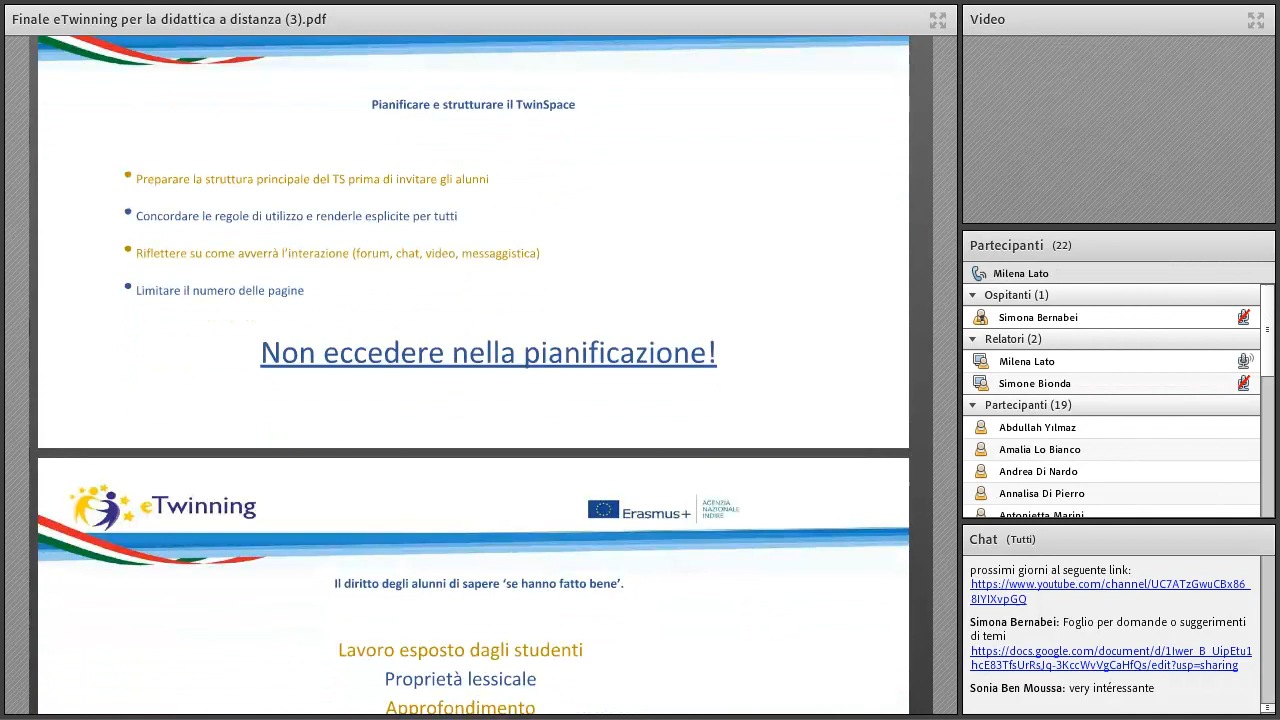 Finale eTwinning per la didattica a distanza (3).pdf
Pianificare e strutturare il TwinSpace
• Preparare la struttura principale del TS prima di invitare gli alunni
• Concordare le regole di utilizzo e renderle esplicite per tutti
• Riflettere su come avverrà l'interazione (forum, chat, video, messaggistica)
• Limitare il numero delle pagine
Non eccedere nella pianificazione!
eTwinning
Erasmus+
AGENZIA
NAZIONALE
INDIRE
Il diritto degli alunni di sapere 'se hanno fatto bene'.
Lavoro esposto dagli studenti
Proprietà lessicale
Approfondimento
Video
Partecipanti (22)
Milena Lato
Ospitanti (1)
Simona Bernabei
Relatori (2)
Milena Lato
Simone Bionda
Partecipanti (19)
Abdullah Yılmaz
Amalia Lo Bianco
Andrea Di Nardo
Annalisa Di Pierro
Antonietta Marini
Chat (Tutti)
prossimi giorni al seguente link:
https://www.youtube.com/channel/UC7ATzGwuCBx86_
8IYIXvpGQ
Simona Bernabei: Foglio per domande o suggerimenti
di temi
https://docs.google.com/document/d/1Iwer_B_UipEtu1
hcE83TfsUrRsJq-3KccWvVgCaHfQs/edit?usp=sharing
Sonia Ben Moussa: very intéressante